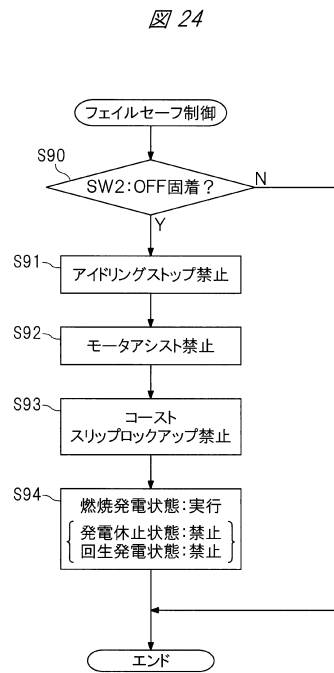 図 24
フェイルセーフ制御
S90
SW2:OFF固着?
N
Y
S91
アイドリングストップ禁止
S92
モータアシスト禁止
S93
コースト
スリップロックアップ禁止
S94
燃焼発電状態:実行
発電休止状態:禁止
回生発電状態:禁止
エンド